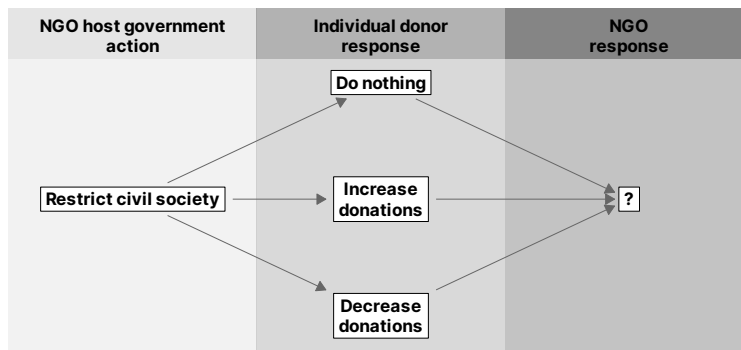 NGO host government
action
Individual donor
response
NGO
response
Do nothing
Restrict civil society
Increase
donations
?
Decrease
donations